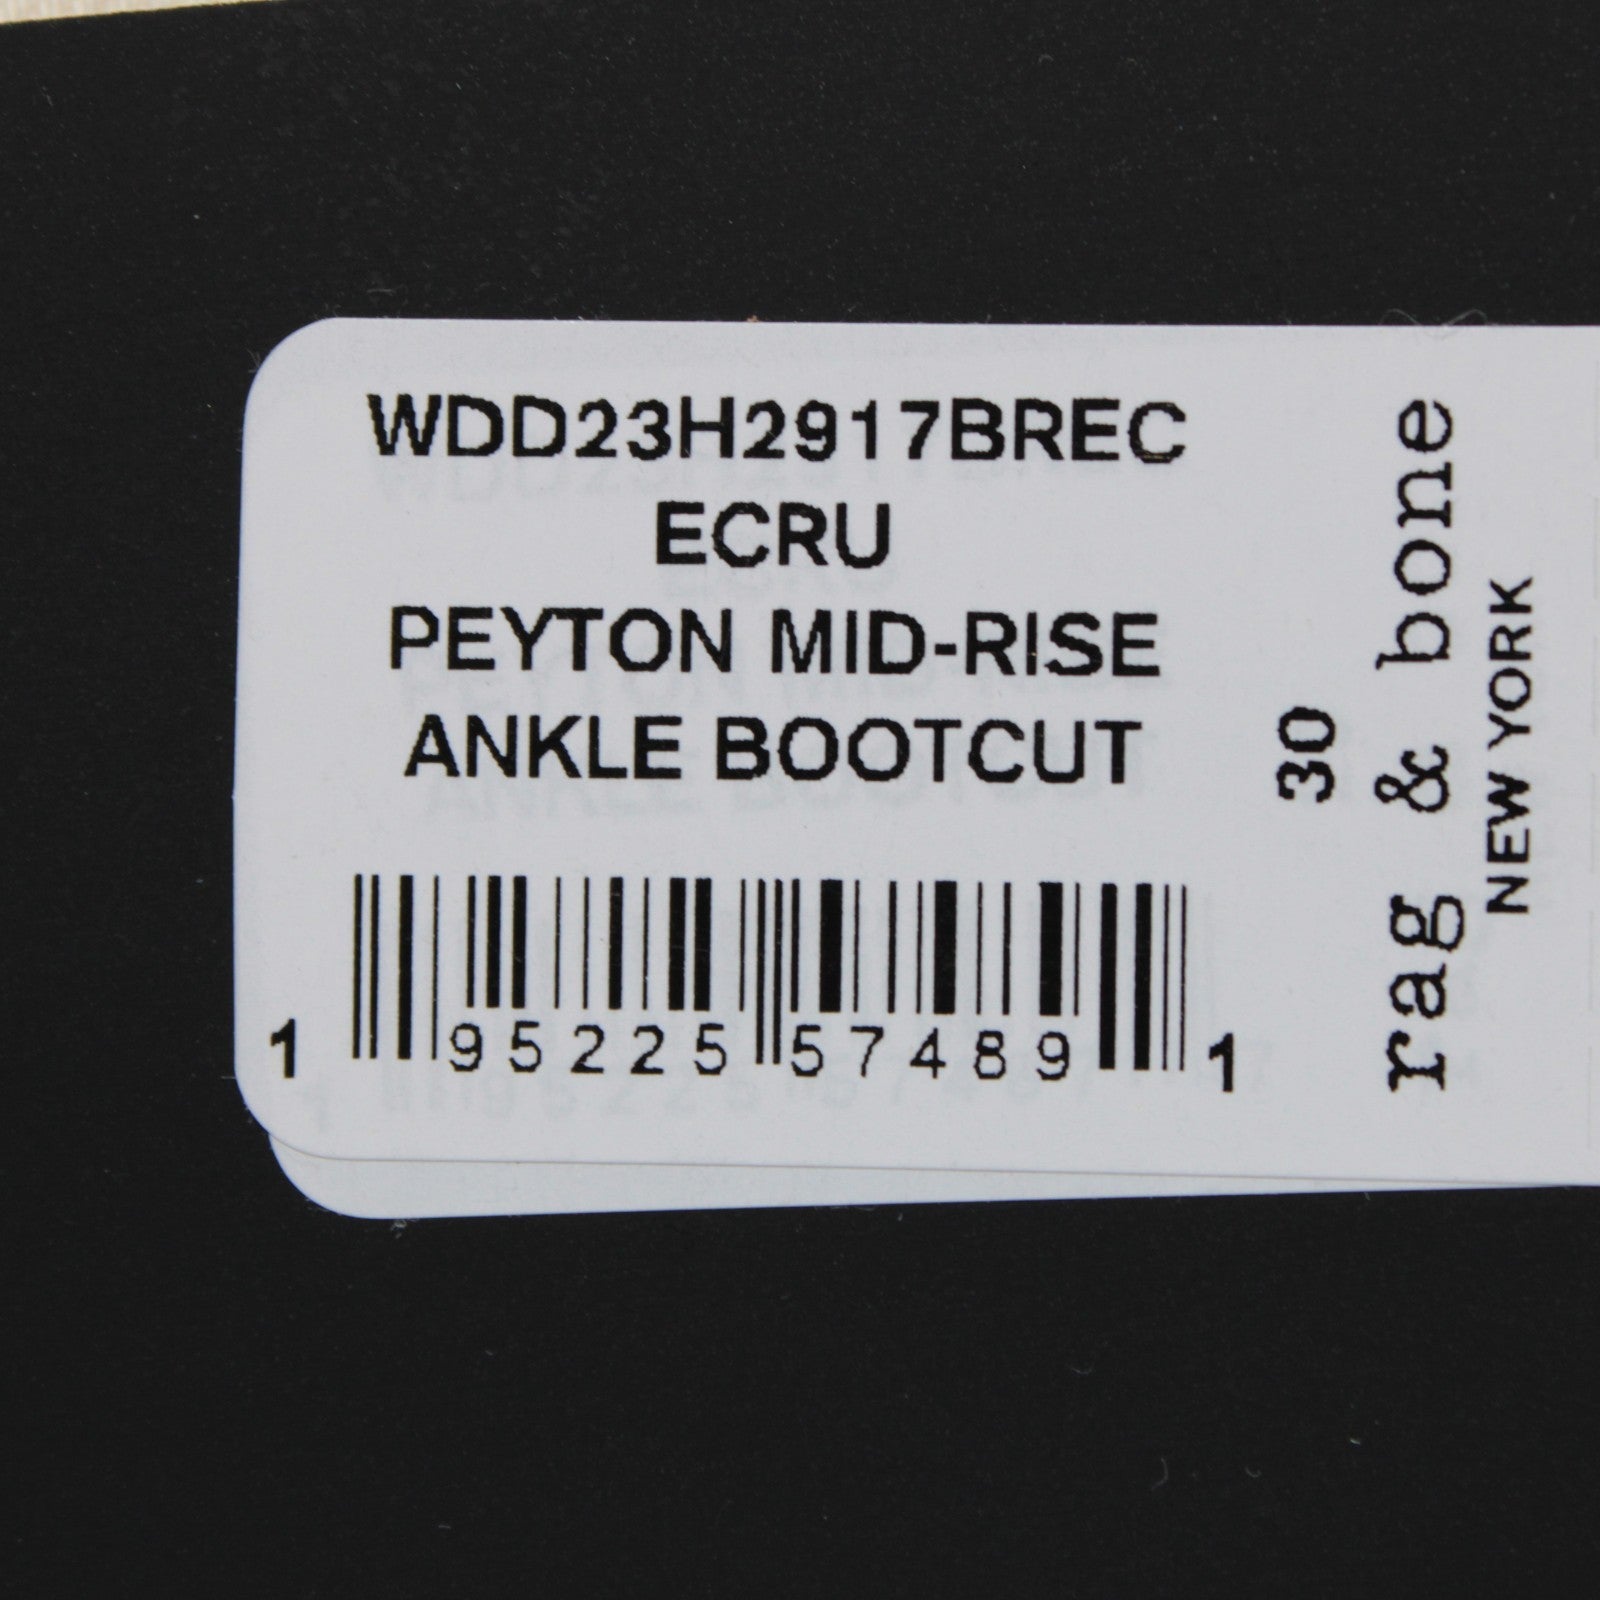 WDD23H2917BREC
ECRU
PEYTON MID-RISE
ANKLE BOOTCUT
1 95225 57489 1
30
rag & bone
NEW YORK